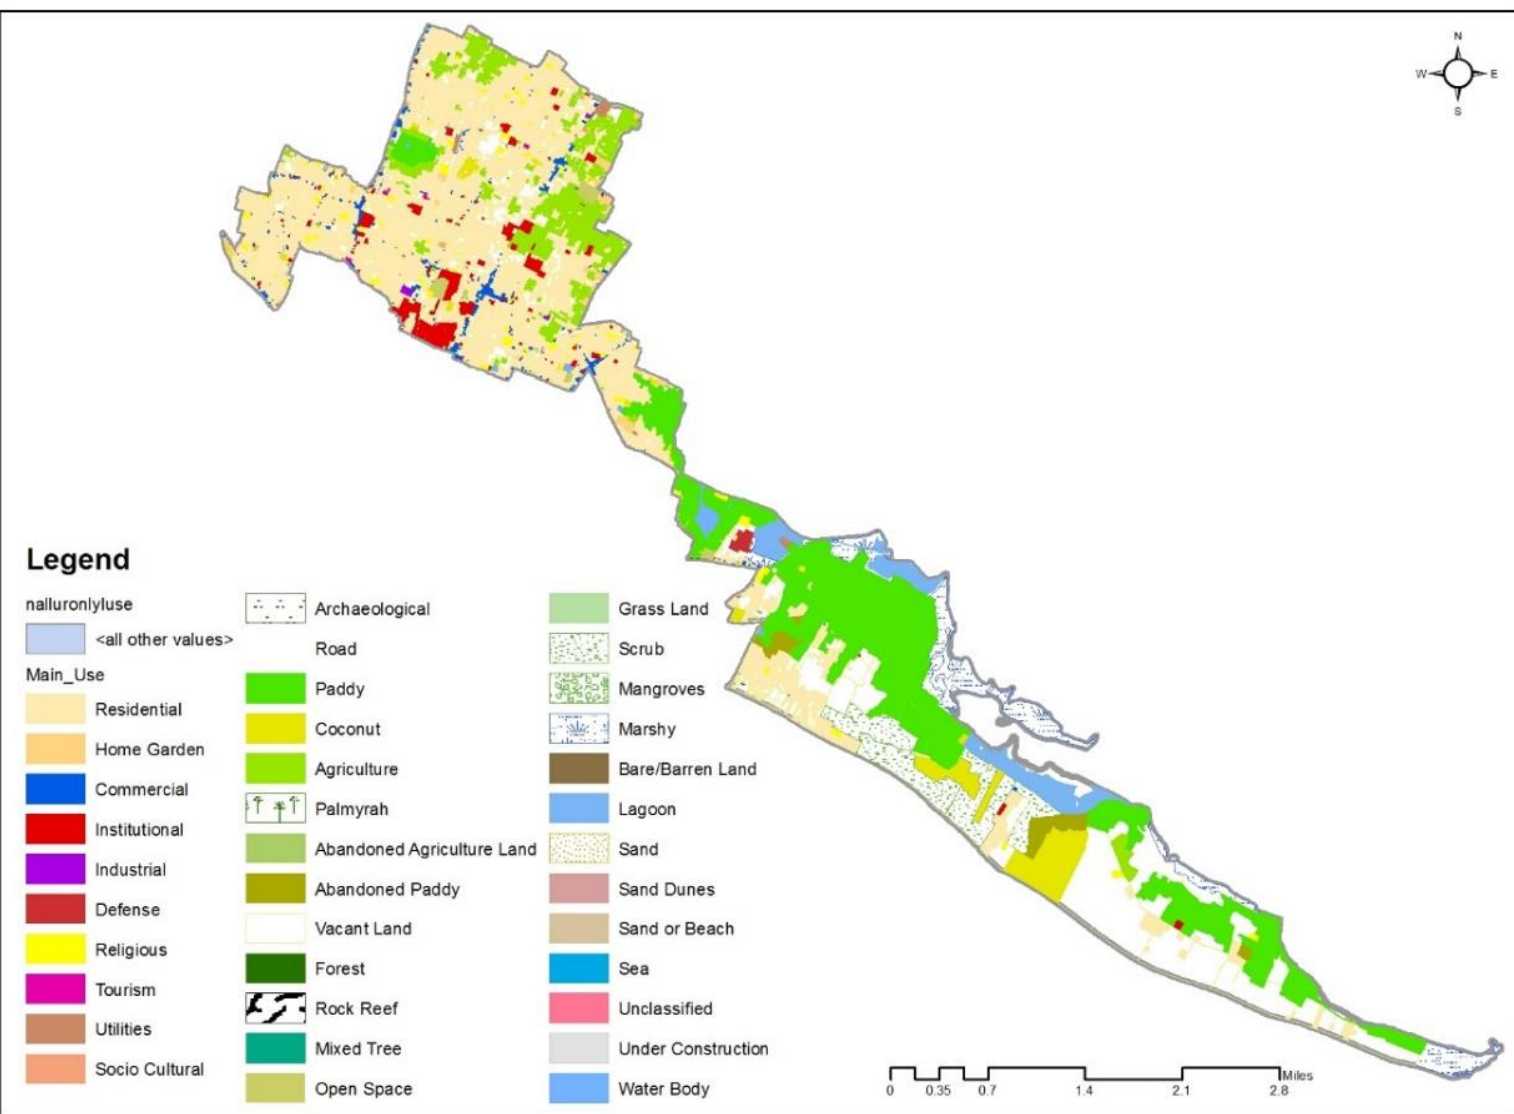 N
W E
S
Legend
nalluronlyluse
<all other values>
Main_Use
Residential
Home Garden
Commercial
Institutional
Industrial
Defense
Religious
Tourism
Utilities
Socio Cultural
Archaeological
Road
Paddy
Coconut
Agriculture
Palmyrah
Abandoned Agriculture Land
Abandoned Paddy
Vacant Land
Forest
Rock Reef
Mixed Tree
Open Space
Grass Land
Scrub
Mangroves
Marshy
Bare/Barren Land
Lagoon
Sand
Sand Dunes
Sand or Beach
Sea
Unclassified
Under Construction
Water Body
Miles
0 0.35 0.7 1.4 2.1 2.8